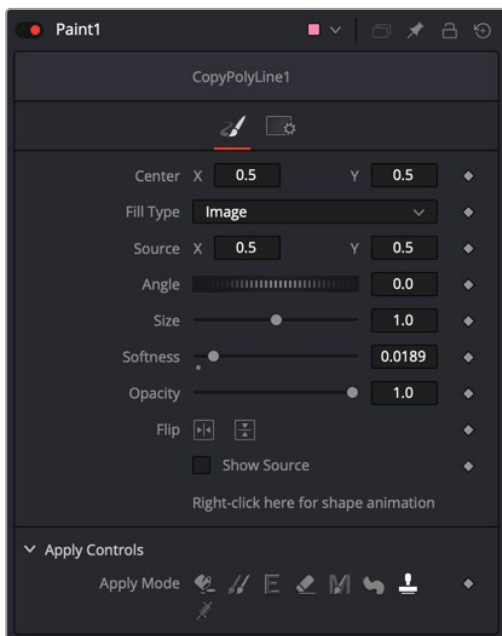 Paint1
CopyPolyLine1
Center X 0.5 Y 0.5
Fill Type Image
Source X 0.5 Y 0.5
Angle 0.0
Size 1.0
Softness 0.0189
Opacity 1.0
Flip
Show Source
Right-click here for shape animation
Apply Controls
Apply Mode